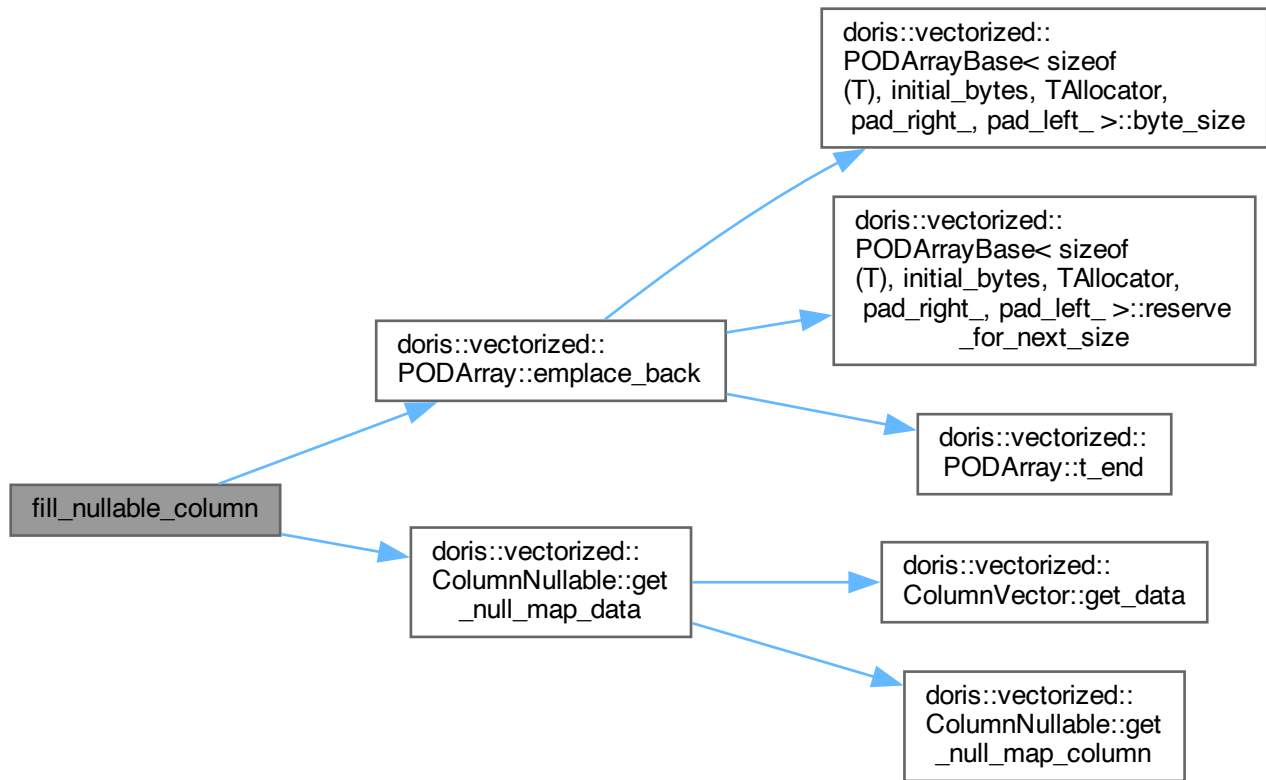 doris::vectorized::
PODArrayBase< sizeof
(T), initial_bytes, TAllocator,
pad_right_, pad_left_ >::byte_size
doris::vectorized::
PODArrayBase< sizeof
(T), initial_bytes, TAllocator,
pad_right_, pad_left_ >::reserve
_for_next_size
doris::vectorized::
PODArray::emplace_back
doris::vectorized::
PODArray::t_end
fill_nullable_column
doris::vectorized::
ColumnNullable::get
_null_map_data
doris::vectorized::
ColumnVector::get_data
doris::vectorized::
ColumnNullable::get
_null_map_column